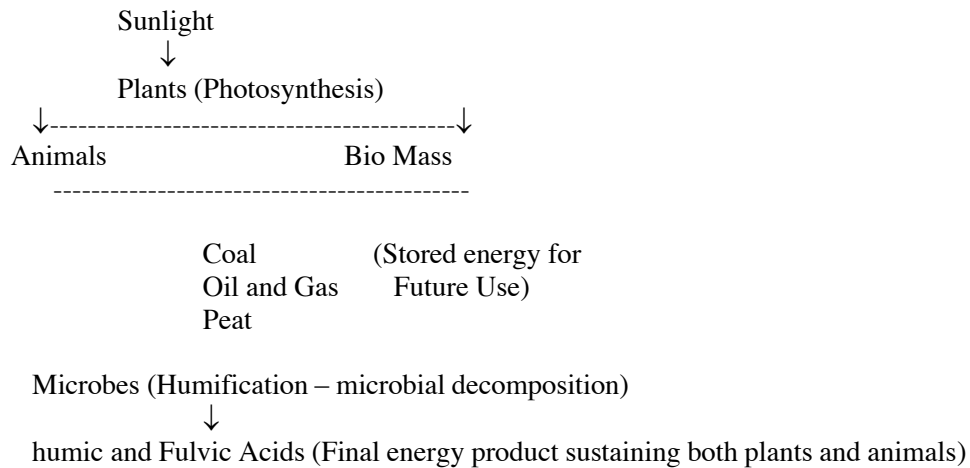 Sunlight
↓
Plants (Photosynthesis)
↓--------------------------------------------↓
Animals Bio Mass
---------------------------------------------
Coal (Stored energy for
Oil and Gas Future Use)
Peat
Microbes (Humification – microbial decomposition)
↓
humic and Fulvic Acids (Final energy product sustaining both plants and animals)